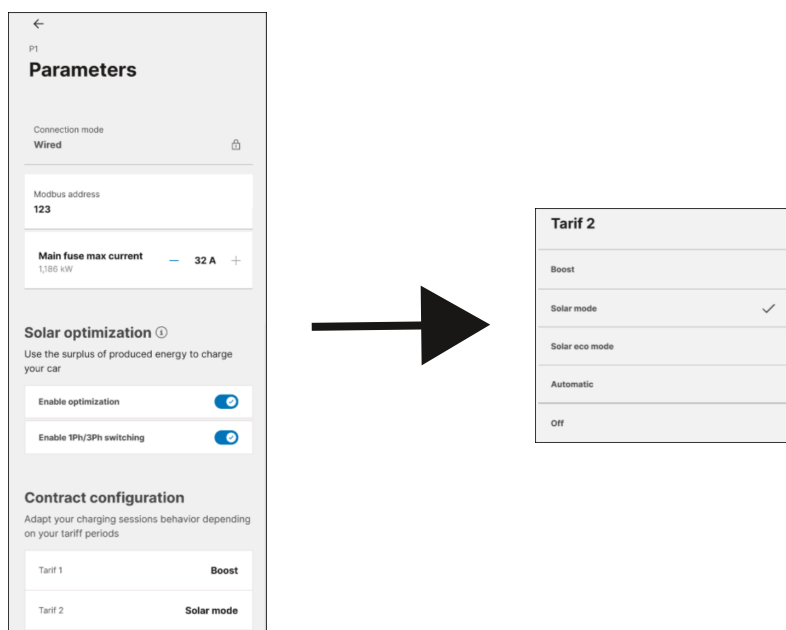 P1
Parameters
Connection mode
Wired
Modbus address
123
Main fuse max current
1,186 kW
32 A
Solar optimization
Use the surplus of produced energy to charge
your car
Enable optimization
Enable 1Ph/3Ph switching
Contract configuration
Adapt your charging sessions behavior depending
on your tariff periods
Tarif 1 Boost
Tarif 2 Solar mode
Tarif 2
Boost
Solar mode
Solar eco mode
Automatic
Off